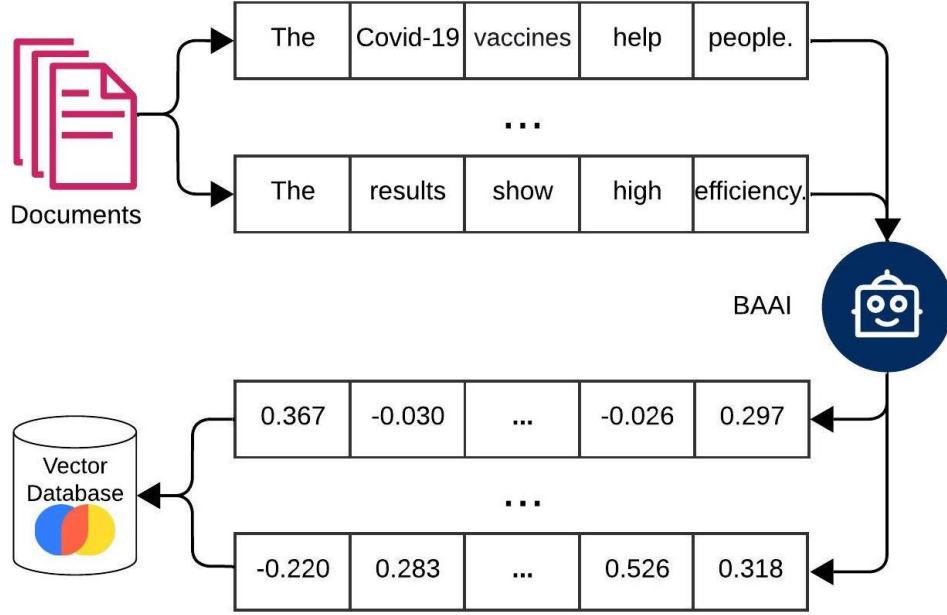 The Covid-19 vaccines help people.
...
The results show high efficiency.
Documents
BAAI
0.367 -0.030 ... -0.026 0.297
...
-0.220 0.283 ... 0.526 0.318
Vector
Database